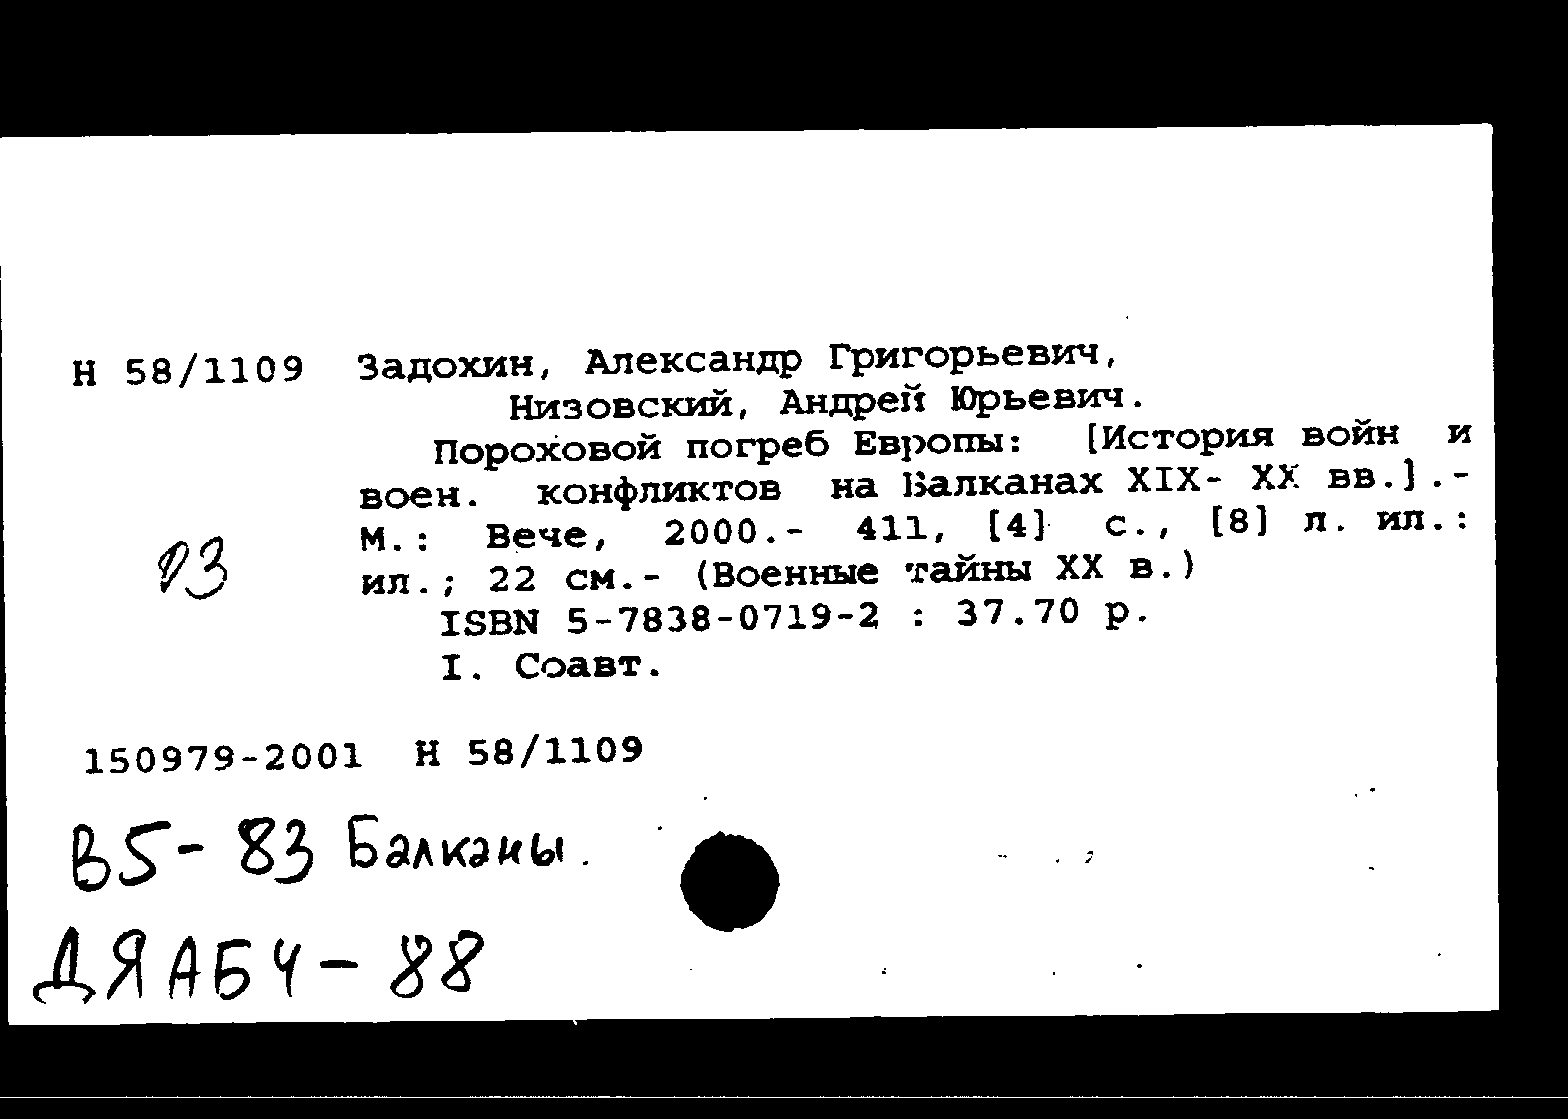 Н 58/1109 Задохин, Александр Григорьевич,
Низовский, Андрей Юрьевич.
Пороховой погреб Европы: [История войн и
воен. конфликтов на Балканах XIX- XX вв.].-
М.: Вече, 2000.- 411, [4] с., [8] л. ил.:
ил.; 22 см.- (Военные тайны XX в.)
ISBN 5-7838-0719-2 : 37.70 р.
I. Соавт.
150979-2001 Н 58/1109
В5-83 Балканы.
ДЯАБ4-88